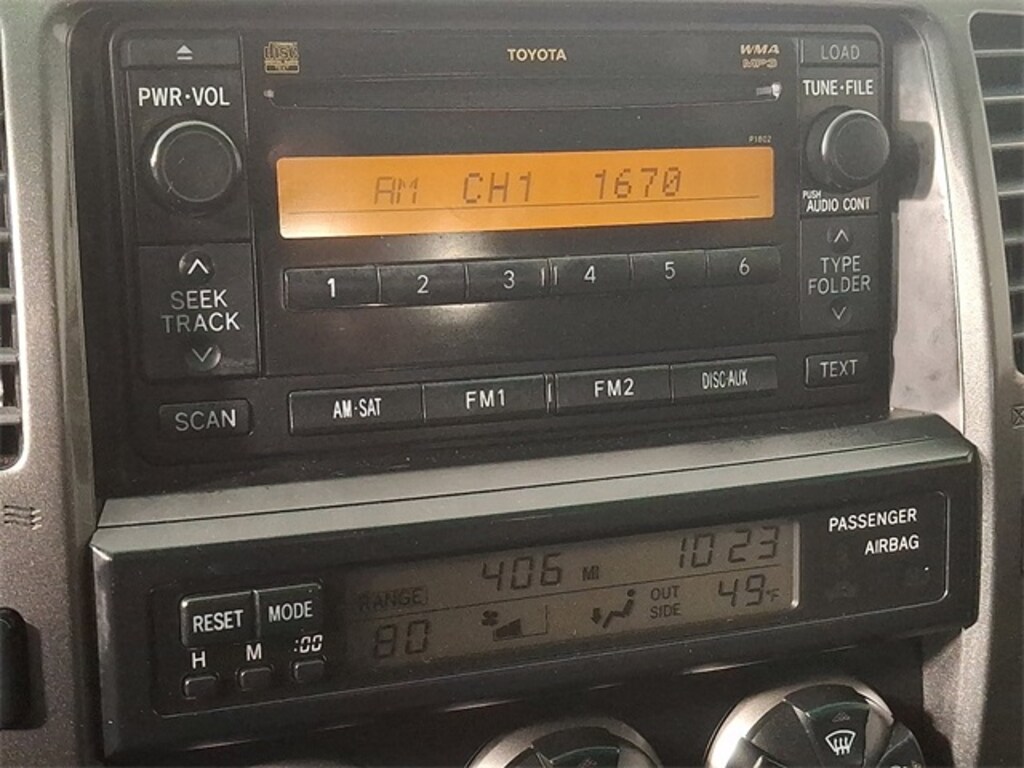 disc TOYOTA WMA MP3 LOAD
PWR·VOL TUNE·FILE
P1802
AM CH1 1670
PUSH
AUDIO CONT
1 2 3 4 5 6
SEEK
TRACK
TYPE
FOLDER
SCAN AM·SAT FM1 FM2 DISC·AUX TEXT
RESET MODE
H M :00
RANGE 406 MI 10 23
80 OUT
SIDE 49°F
PASSENGER
AIRBAG